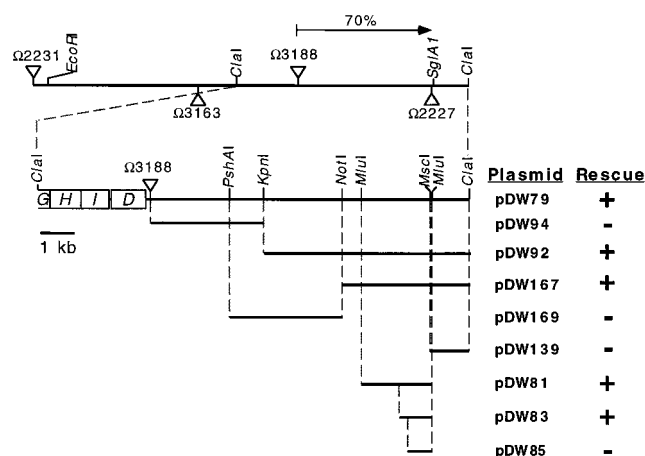 70%
Ω2231 EcoRI ClaI Ω3188 SglA1 ClaI
Ω3163 Ω2227
ClaI Ω3188 PshAI KpnI NotI MluI MscI MluI ClaI Plasmid Rescue
G H I D pDW79 +
pDW94 -
1 kb
pDW92 +
pDW167 +
pDW169 -
pDW139 -
pDW81 +
pDW83 +
pDW85 -